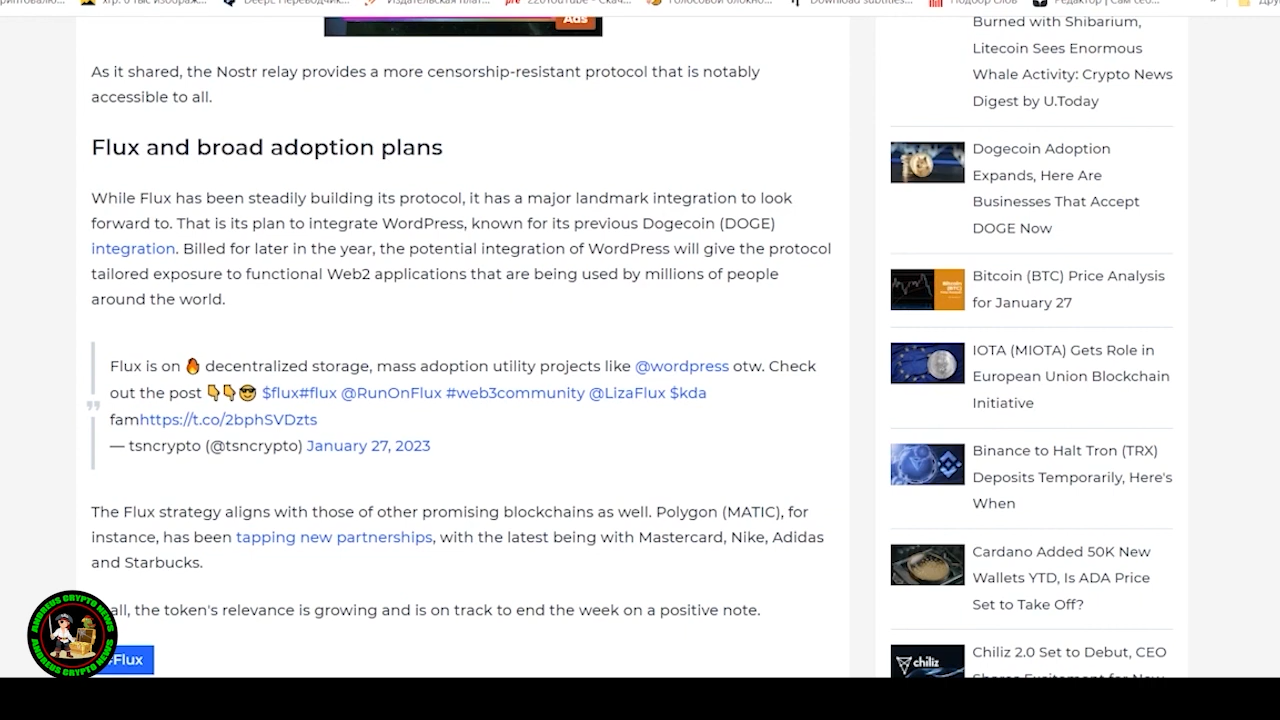 Ads
As it shared, the Nostr relay provides a more censorship-resistant protocol that is notably
accessible to all.
Flux and broad adoption plans
While Flux has been steadily building its protocol, it has a major landmark integration to look
forward to. That is its plan to integrate WordPress, known for its previous Dogecoin (DOGE)
integration. Billed for later in the year, the potential integration of WordPress will give the protocol
tailored exposure to functional Web2 applications that are being used by millions of people
around the world.
Flux is on 🔥 decentralized storage, mass adoption utility projects like @wordpress otw. Check
out the post 👇👇😎 $flux#flux @RunOnFlux #web3community @LizaFlux $kda
famhttps://t.co/2bphSVDzts
— tsncrypto (@tsncrypto) January 27, 2023
The Flux strategy aligns with those of other promising blockchains as well. Polygon (MATIC), for
instance, has been tapping new partnerships, with the latest being with Mastercard, Nike, Adidas
and Starbucks.
all, the token's relevance is growing and is on track to end the week on a positive note.
Flux
ANDREUS CRYPTO NEWS
ANDREUS CRYPTO NEWS
Burned with Shibarium,
Litecoin Sees Enormous
Whale Activity: Crypto News
Digest by U.Today
Dogecoin Adoption
Expands, Here Are
Businesses That Accept
DOGE Now
Bitcoin (BTC) Price Analysis
for January 27
IOTA (MIOTA) Gets Role in
European Union Blockchain
Initiative
Binance to Halt Tron (TRX)
Deposits Temporarily, Here's
When
Cardano Added 50K New
Wallets YTD, Is ADA Price
Set to Take Off?
chiliz
Chiliz 2.0 Set to Debut, CEO